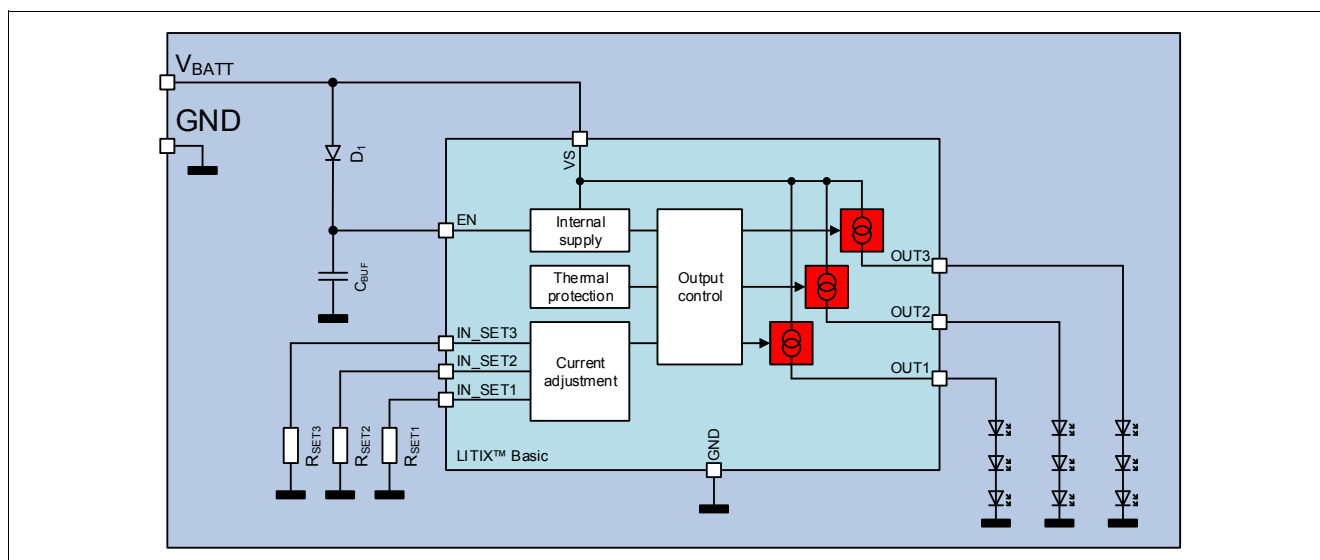 VBATT
GND
D1
VS
EN
Internal
supply
CBUF
Thermal
protection
Output
control
OUT3
OUT2
OUT1
IN_SET3
IN_SET2
IN_SET1
Current
adjustment
RSET3
RSET2
RSET1
LITIX™ Basic
GND